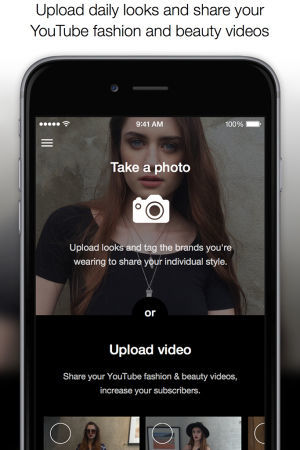 Upload daily looks and share your
YouTube fashion and beauty videos
9:41 AM
100%
Take a photo
Upload looks and tag the brands you're
wearing to share your individual style.
or
Upload video
Share your YouTube fashion & beauty videos,
increase your subscribers.